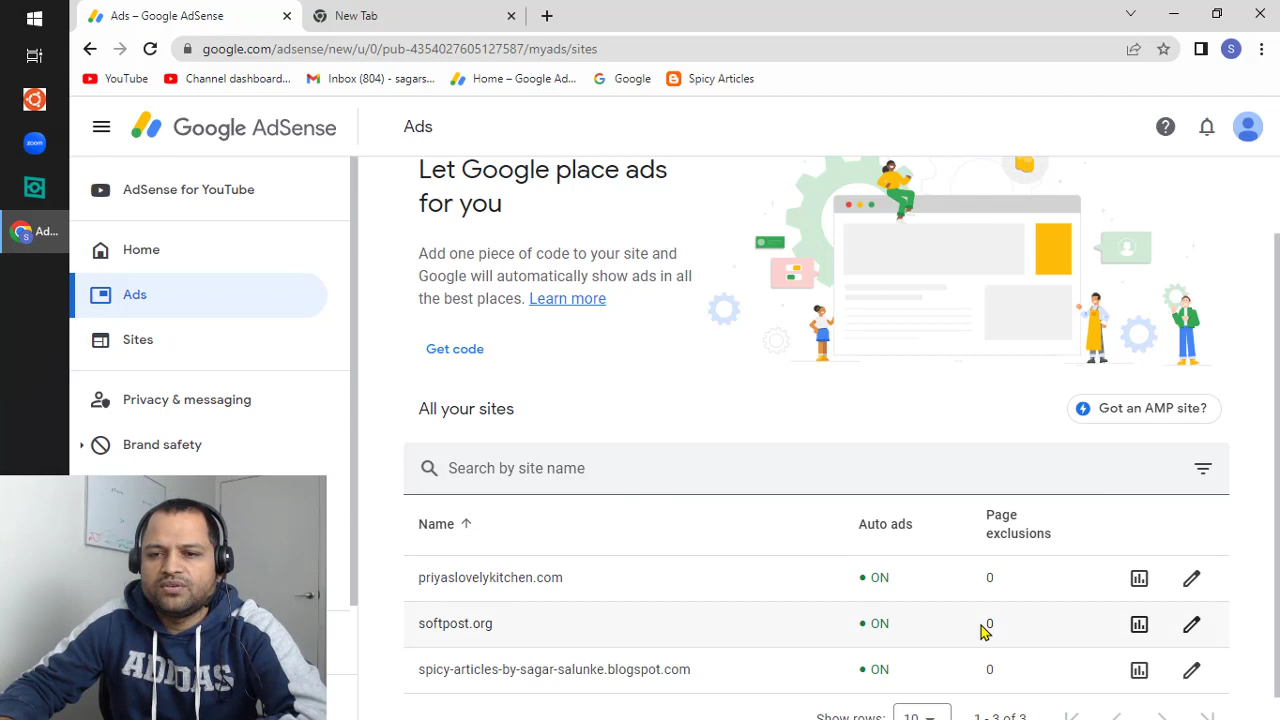 Ads – Google AdSense
New Tab
google.com/adsense/new/u/0/pub-4354027605127587/myads/sites
YouTube
Channel dashboard...
Inbox (804) - sagars...
Home – Google Ad...
Google
Spicy Articles
Google AdSense
Ads
S
AdSense for YouTube
Home
Ads
Sites
Privacy & messaging
Brand safety
zoom
Ad...
Let Google place ads
for you
Add one piece of code to your site and
Google will automatically show ads in all
the best places. Learn more
Get code
All your sites
Got an AMP site?
Search by site name
Name
Auto ads
Page
exclusions
priyaslovelykitchen.com
ON
0
softpost.org
ON
0
spicy-articles-by-sagar-salunke.blogspot.com
ON
0
Show rows:
10
1 - 3 of 3
ADIDAS